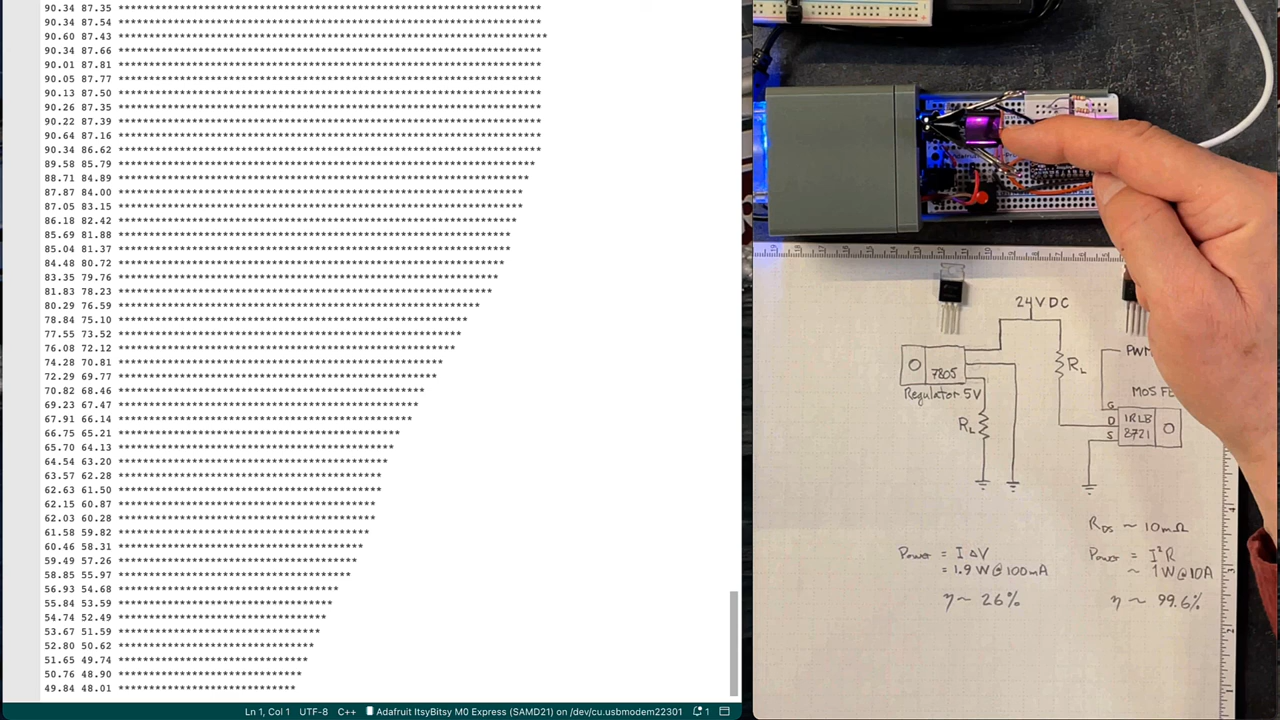 90.34 87.35
90.34 87.54
90.60 87.43
90.34 87.66
90.01 87.81
90.05 87.77
90.13 87.50
90.26 87.35
90.22 87.39
90.64 87.16
90.34 86.62
89.58 85.79
88.71 84.89
87.87 84.00
87.05 83.15
86.18 82.42
85.69 81.88
85.04 81.37
84.48 80.72
83.35 79.76
81.83 78.23
80.29 76.59
78.84 75.10
77.55 73.52
76.08 72.12
74.28 70.81
72.29 69.77
70.82 68.46
69.23 67.47
67.91 66.14
66.75 65.21
65.70 64.13
64.54 63.20
63.57 62.28
62.63 61.50
62.15 60.87
62.03 60.28
61.58 59.82
60.46 58.31
59.49 57.26
58.85 55.97
56.93 54.68
55.84 53.59
54.74 52.49
53.67 51.59
52.80 50.62
51.65 49.74
50.76 48.90
49.84 48.01
Ln 1, Col 1 UTF-8 C++ Adafruit ItsyBitsy M0 Express (SAMD21) on /dev/cu.usbmodem22301 1
24VDC
7805
Regulator 5V
RL
RL
PWM
MOSFE
G
D
S
IRLB
8721
RDS ~ 10mΩ
Power = I ΔV
= 1.9W@100mA
η ~ 26%
Power = I²R
~ 1W@10A
η ~ 99.6%